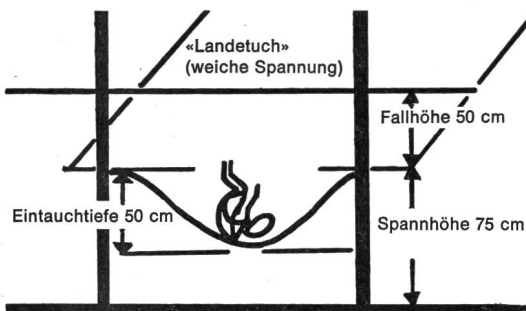 «Landetuch»
(weiche Spannung)
Fallhöhe 50 cm
Eintauchtiefe 50 cm
Spannhöhe 75 cm